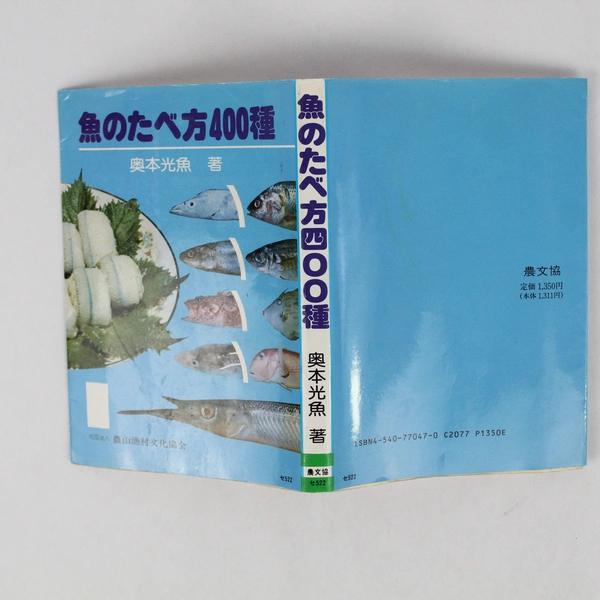 魚のたべ方400種
奥本光魚 著
社団法人 農山漁村文化協会
セ522
魚のたべ方四〇〇種
奥本光魚 著
農文協
セ522
農文協
定価 1,350円
(本体 1,311円)
ISBN4-540-77047-0 C2077 P1350E
セ522